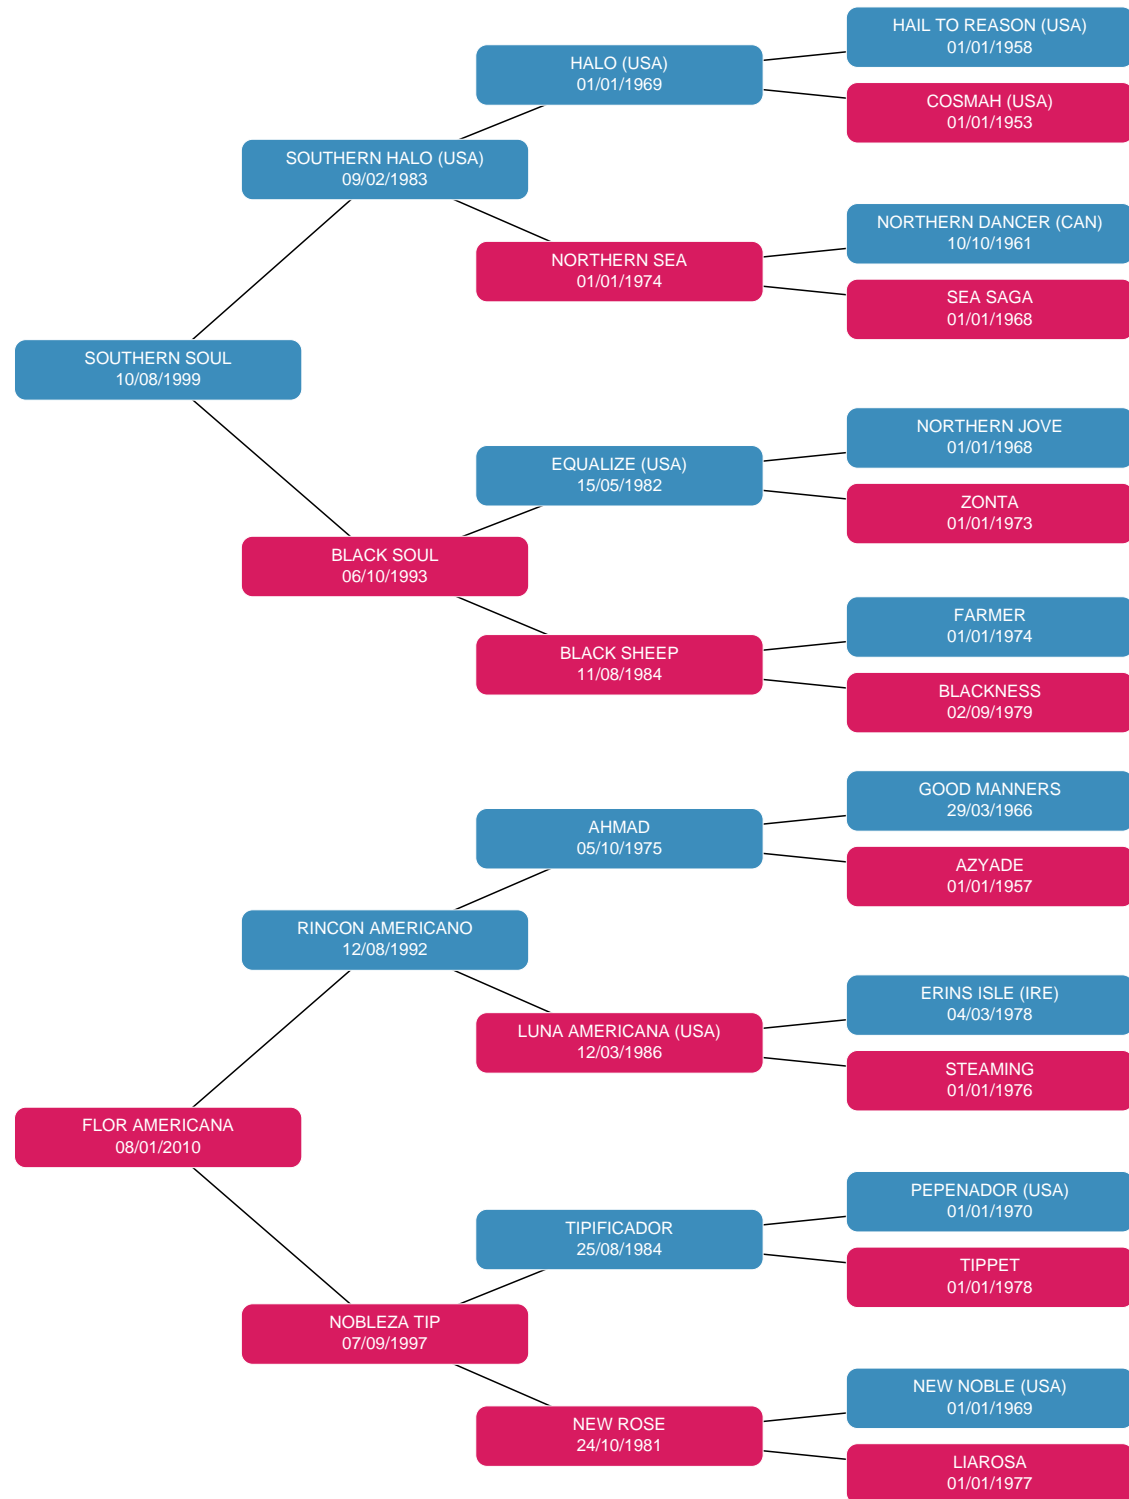 HAIL TO REASON (USA)
01/01/1958
HALO (USA)
01/01/1969
COSMAH (USA)
01/01/1953
SOUTHERN HALO (USA)
09/02/1983
NORTHERN DANCER (CAN)
10/10/1961
NORTHERN SEA
01/01/1974
SEA SAGA
01/01/1968
SOUTHERN SOUL
10/08/1999
NORTHERN JOVE
01/01/1968
EQUALIZE (USA)
15/05/1982
ZONTA
01/01/1973
BLACK SOUL
06/10/1993
FARMER
01/01/1974
BLACK SHEEP
11/08/1984
BLACKNESS
02/09/1979
GOOD MANNERS
29/03/1966
AHMAD
05/10/1975
AZYADE
01/01/1957
RINCON AMERICANO
12/08/1992
ERINS ISLE (IRE)
04/03/1978
LUNA AMERICANA (USA)
12/03/1986
STEAMING
01/01/1976
FLOR AMERICANA
08/01/2010
PEPENADOR (USA)
01/01/1970
TIPIFICADOR
25/08/1984
TIPPET
01/01/1978
NOBLEZA TIP
07/09/1997
NEW NOBLE (USA)
01/01/1969
NEW ROSE
24/10/1981
LIAROSA
01/01/1977